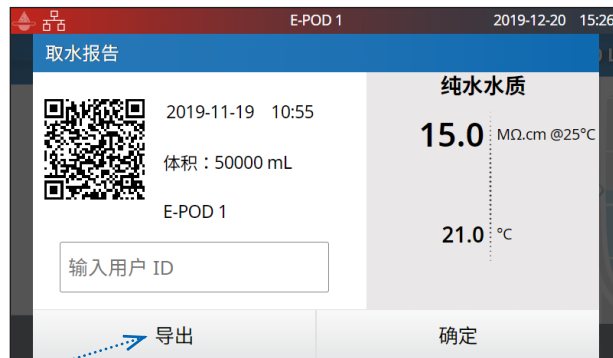 E-POD 1
2019-12-20 15:26
取水报告
2019-11-19 10:55
体积：50000 mL
E-POD 1
输入用户 ID
纯水水质
15.0 MΩ.cm @25°C
21.0 °C
导出
确定